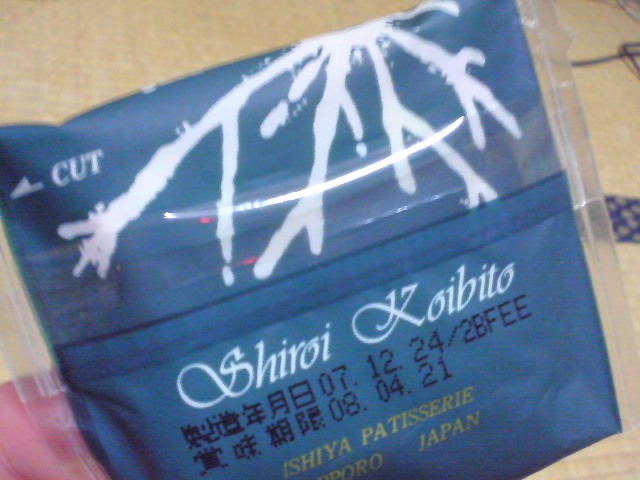 CUT
Shiroi Koibito
製造年月日 07. 12. 24/2BFEE
賞味期限 08. 04. 21
ISHIYA PATISSERIE
SAPPORO JAPAN